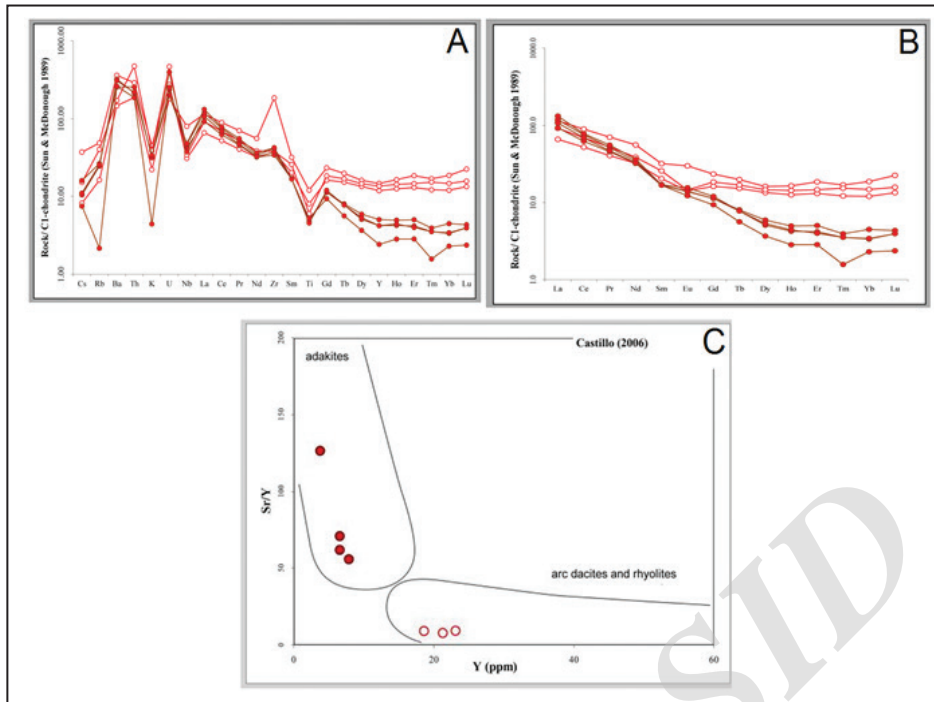 A
Rock/ C1-chondrite (Sun & McDonough 1989)
1000.00
100.00
10.00
1.00
Cs Rb Ba Th K U Nb La Ce Pr Nd Zr Sm Ti Gd Tb Dy Y Ho Er Tm Yb Lu
B
Rock/ C1-chondrite (Sun & McDonough 1989)
1000.0
100.0
10.0
1.0
La Ce Pr Nd Sm Eu Gd Tb Dy Ho Er Tm Yb Lu
C
Castillo (2006)
adakites
arc dacites and rhyolites
Sr/Y
200
150
100
50
0
0 20 40 60
Y (ppm)
SID